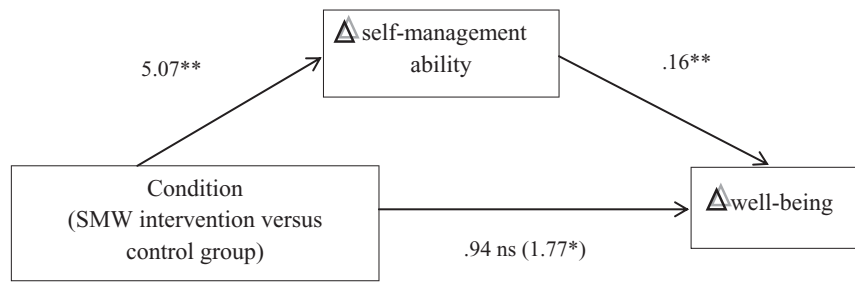 Δ self-management
ability
5.07**
.16**
Condition
(SMW intervention versus
control group)
Δ well-being
.94 ns (1.77*)